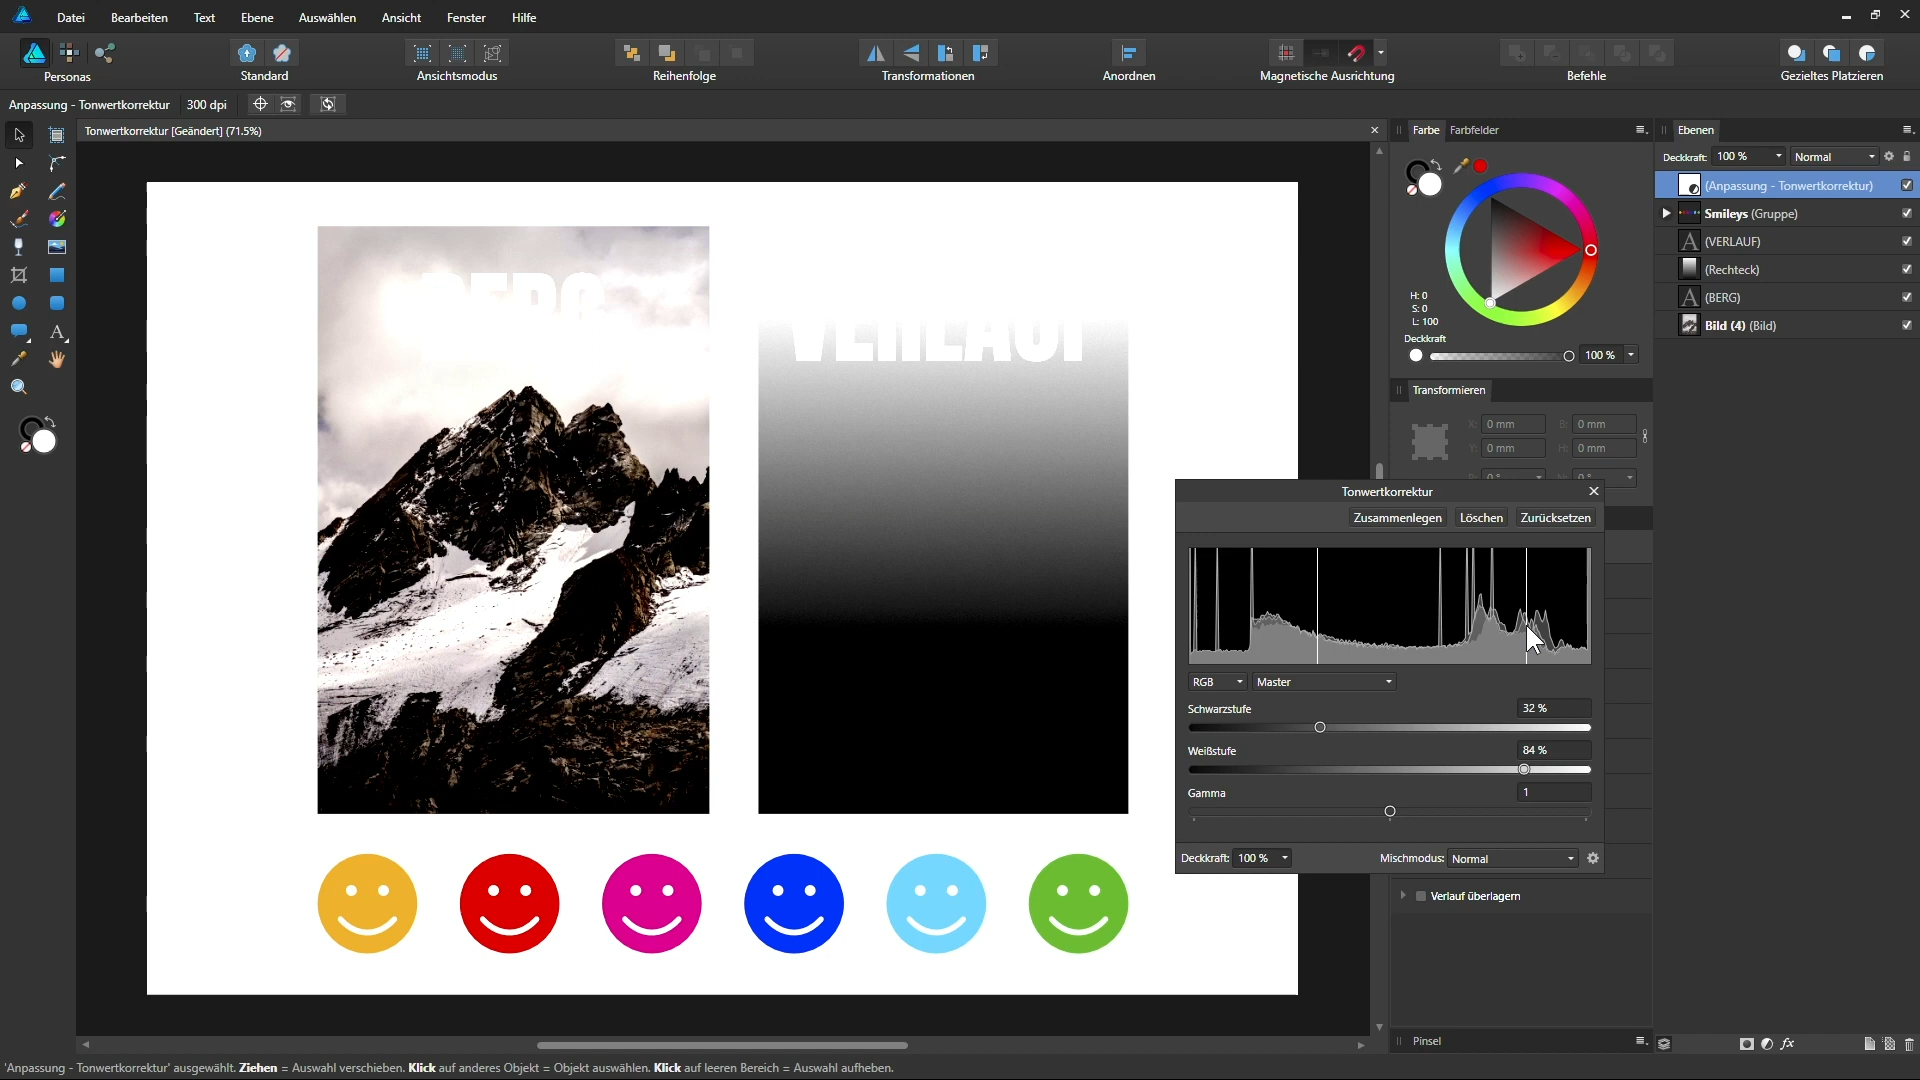 Datei Bearbeiten Text Ebene Auswählen Ansicht Fenster Hilfe
Personas Standard Ansichtsmodus Reihenfolge Transformationen Anordnen Magnetische Ausrichtung Befehle Gezieltes Platzieren
Anpassung - Tonwertkorrektur 300 dpi
Tonwertkorrektur [Geändert] (71.5%)
BERG
VERLAUF
Farbe Farbfelder
H: 0
S: 0
L: 100
Deckkraft
100 %
Transformieren
X: 0 mm B: 0 mm
Y: 0 mm H: 0 mm
0 ° 0 °
Ebenen
Deckkraft: 100 % Normal
(Anpassung - Tonwertkorrektur)
Smileys (Gruppe)
(VERLAUF)
(Rechteck)
(BERG)
Bild (4) (Bild)
Tonwertkorrektur
Zusammenlegen Löschen Zurücksetzen
RGB Master
Schwarzstufe 32 %
Weißstufe 84 %
Gamma 1
Deckkraft: 100 % Mischmodus: Normal
Verlauf überlagern
Pinsel
fx
'Anpassung - Tonwertkorrektur' ausgewählt. Ziehen = Auswahl verschieben. Klick auf anderes Objekt = Objekt auswählen. Klick auf leeren Bereich = Auswahl aufheben.